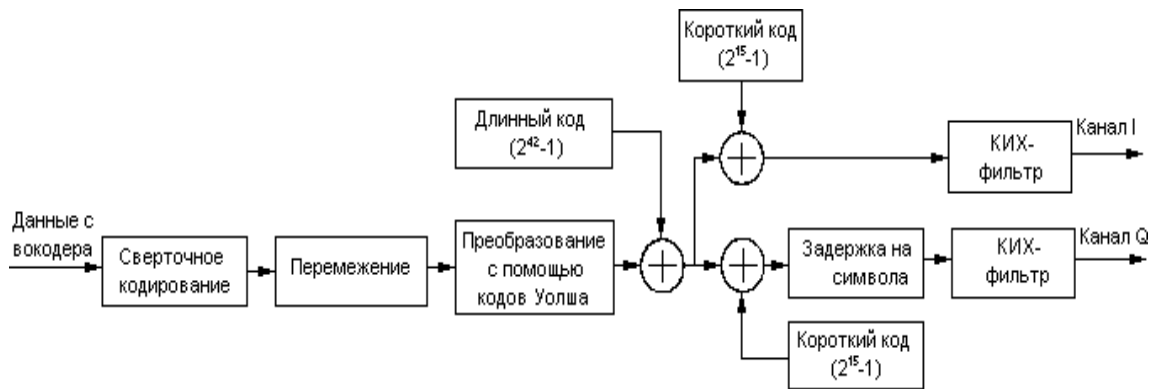 Короткий код
(2¹⁵-1)
Длинный код
(2⁴²-1)
КИХ-
фильтр
Канал I
Данные с
вокодера
Сверточное
кодирование
Перемежение
Преобразование
с помощью
кодов Уолша
Задержка на
символа
КИХ-
фильтр
Канал Q
Короткий код
(2¹⁵-1)